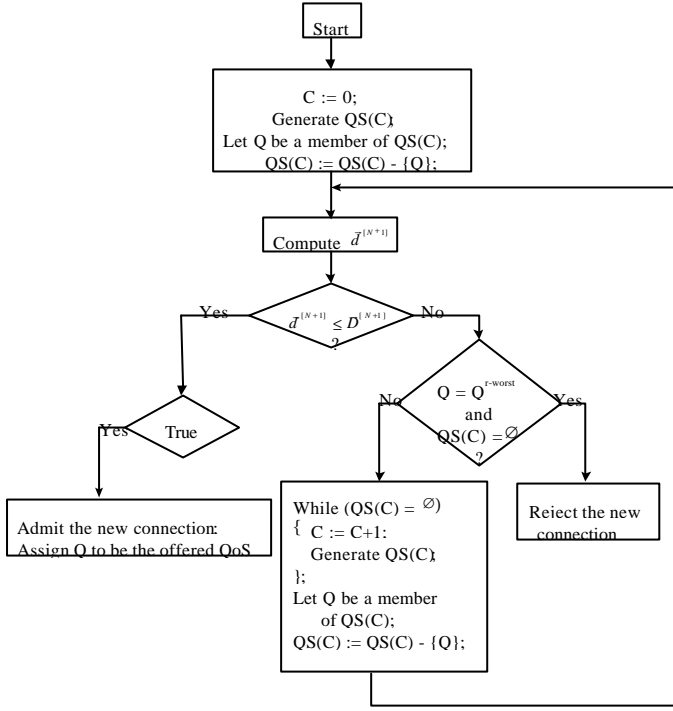 Start
C := 0;
Generate QS(C);
Let Q be a member of QS(C);
QS(C) := QS(C) - {Q};
Compute d̄^[N+1]
Yes
d̄^[N+1] ≤ D^[N+1]
?
No
No
Q = Q^r-worst
and
QS(C) = ∅
?
Yes
Yes
True
Admit the new connection:
Assign Q to be the offered QoS
While (QS(C) = ∅)
{ C := C+1:
Generate QS(C);
};
Let Q be a member
of QS(C);
QS(C) := QS(C) - {Q};
Reject the new
connection